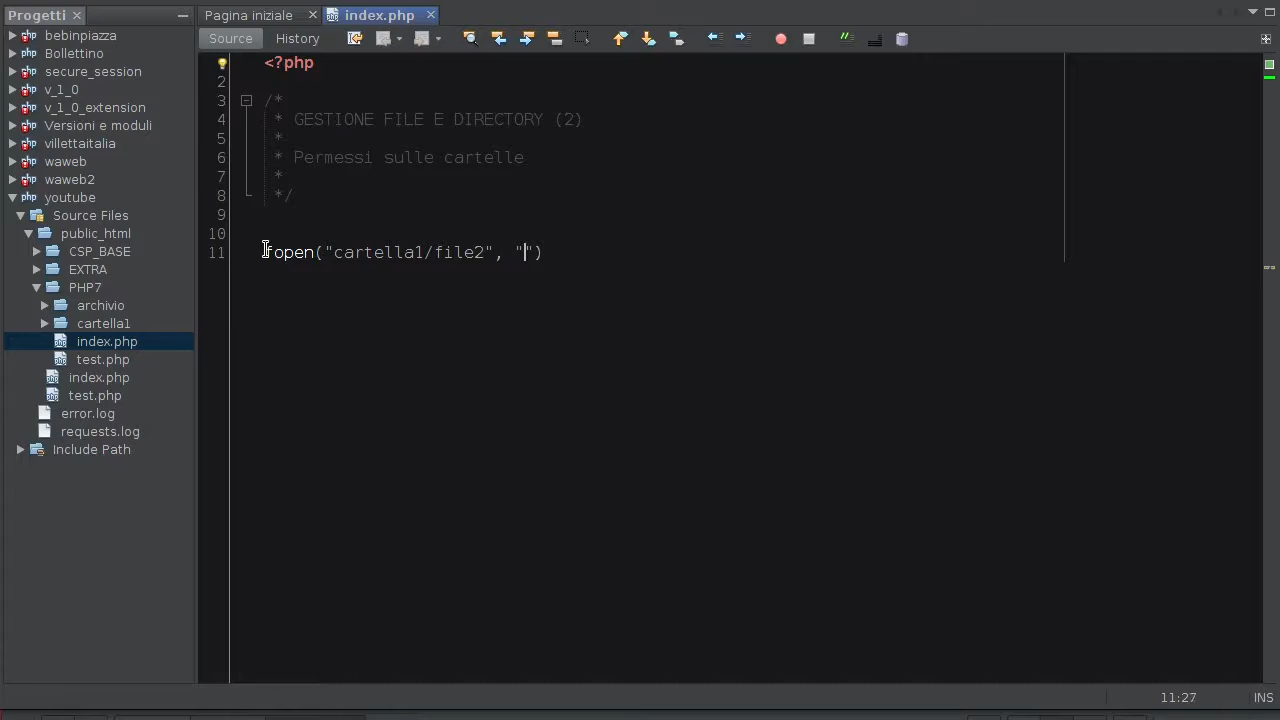 Progetti
Pagina iniziale
index.php
Source
History
bebinpiazza
Bollettino
secure_session
v_1_0
v_1_0_extension
Versioni e moduli
villettaitalia
waweb
waweb2
youtube
Source Files
public_html
CSP_BASE
EXTRA
PHP7
archivio
cartella1
index.php
test.php
index.php
test.php
error.log
requests.log
Include Path
<?php
2
3 /*
4 * GESTIONE FILE E DIRECTORY (2)
5 *
6 * Permessi sulle cartelle
7 *
8 */
9
10
11 fopen("cartella1/file2", "")
11:27
INS